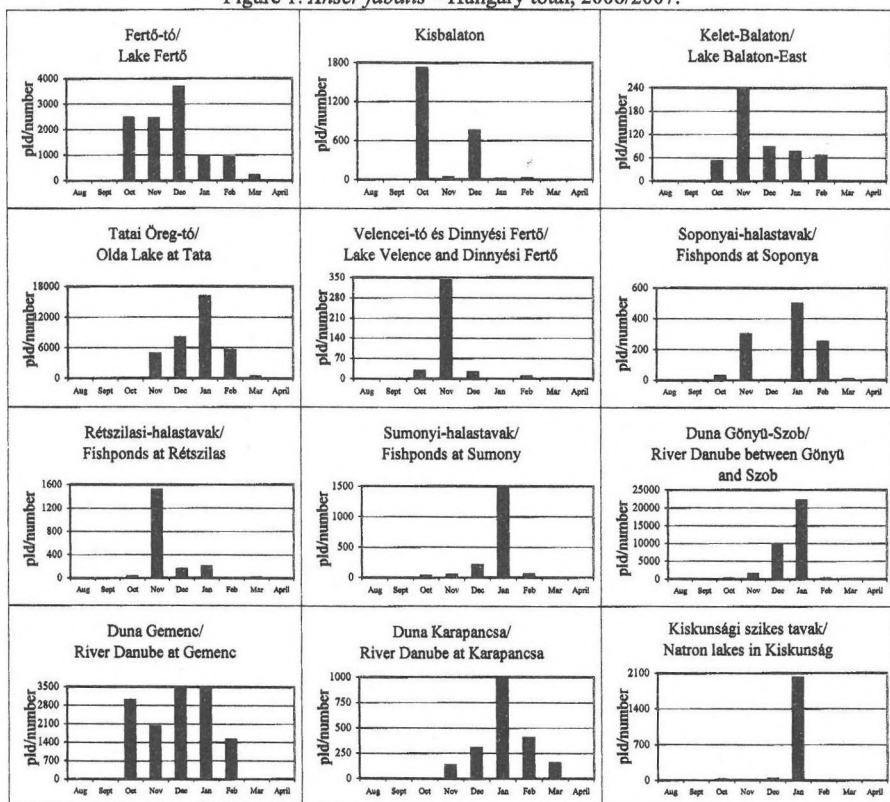 Figure 1. Anser fabalis – Hungary total, 2006/2007.
Fertő-tó/
Lake Fertő
pld/number
4000
3000
2000
1000
0
Aug Sept Oct Nov Dec Jan Feb Mar April
Kisbalaton
pld/number
1800
1200
600
0
Aug Sept Oct Nov Dec Jan Feb Mar April
Kelet-Balaton/
Lake Balaton-East
pld/number
240
180
120
60
0
Aug Sept Oct Nov Dec Jan Feb Mar April
Tatai Öreg-tó/
Olda Lake at Tata
pld/number
18000
12000
6000
0
Aug Sept Oct Nov Dec Jan Feb Mar April
Velencei-tó és Dinnyési Fertő/
Lake Velence and Dinnyési Fertő
pld/number
350
280
210
140
70
0
Aug Sept Oct Nov Dec Jan Feb Mar April
Soponyai-halastavak/
Fishponds at Soponya
pld/number
600
400
200
0
Aug Sept Oct Nov Dec Jan Feb Mar April
Rétszilasi-halastavak/
Fishponds at Rétszilas
pld/number
1600
1200
800
400
0
Aug Sept Oct Nov Dec Jan Feb Mar April
Sumonyi-halastavak/
Fishponds at Sumony
pld/number
1500
1000
500
0
Aug Sept Oct Nov Dec Jan Feb Mar April
Duna Gönyü-Szob/
River Danube between Gönyü
and Szob
pld/number
25000
20000
15000
10000
5000
0
Aug Sept Oct Nov Dec Jan Feb Mar April
Duna Gemenc/
River Danube at Gemenc
pld/number
3500
2800
2100
1400
700
0
Aug Sept Oct Nov Dec Jan Feb Mar April
Duna Karapancsa/
River Danube at Karapancsa
pld/number
1000
750
500
250
0
Aug Sept Oct Nov Dec Jan Feb Mar April
Kiskunsági szikes tavak/
Natron lakes in Kiskunság
pld/number
2100
1400
700
0
Aug Sept Oct Nov Dec Jan Feb Mar April